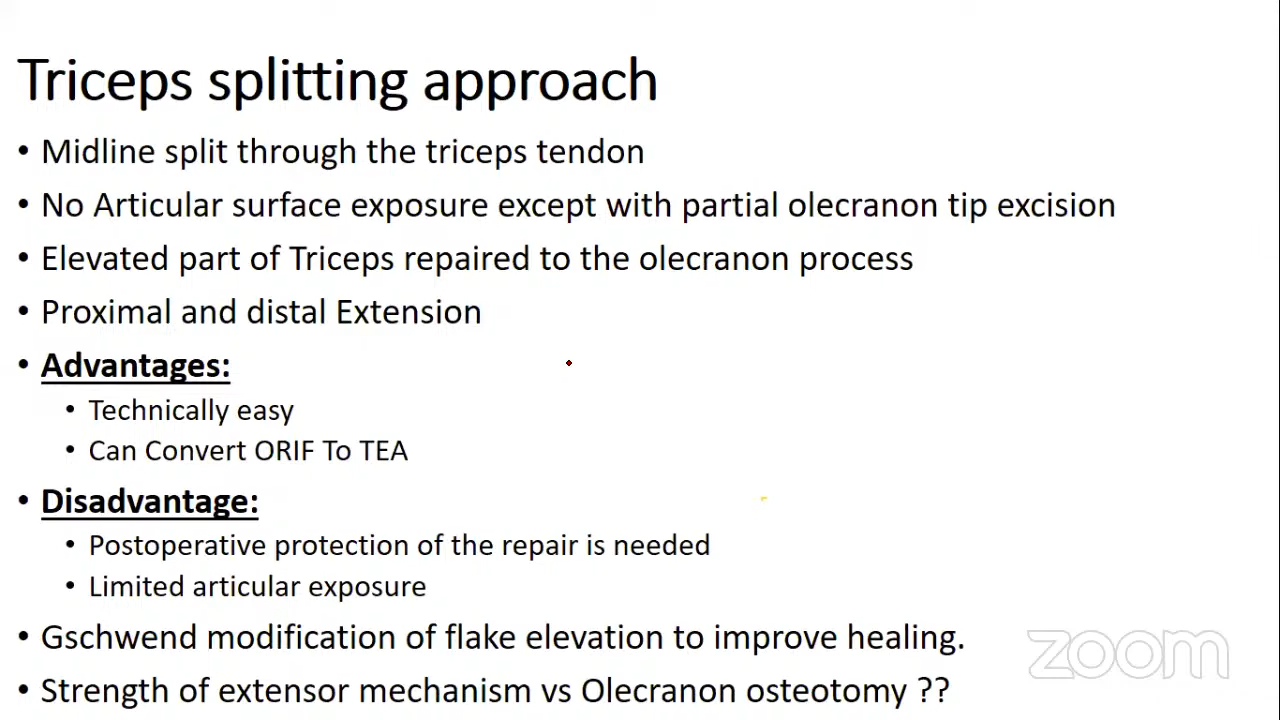 Triceps splitting approach
• Midline split through the triceps tendon
• No Articular surface exposure except with partial olecranon tip excision
• Elevated part of Triceps repaired to the olecranon process
• Proximal and distal Extension
• Advantages:
• Technically easy
• Can Convert ORIF To TEA
• Disadvantage:
• Postoperative protection of the repair is needed
• Limited articular exposure
• Gschwend modification of flake elevation to improve healing.
• Strength of extensor mechanism vs Olecranon osteotomy ??
zoom